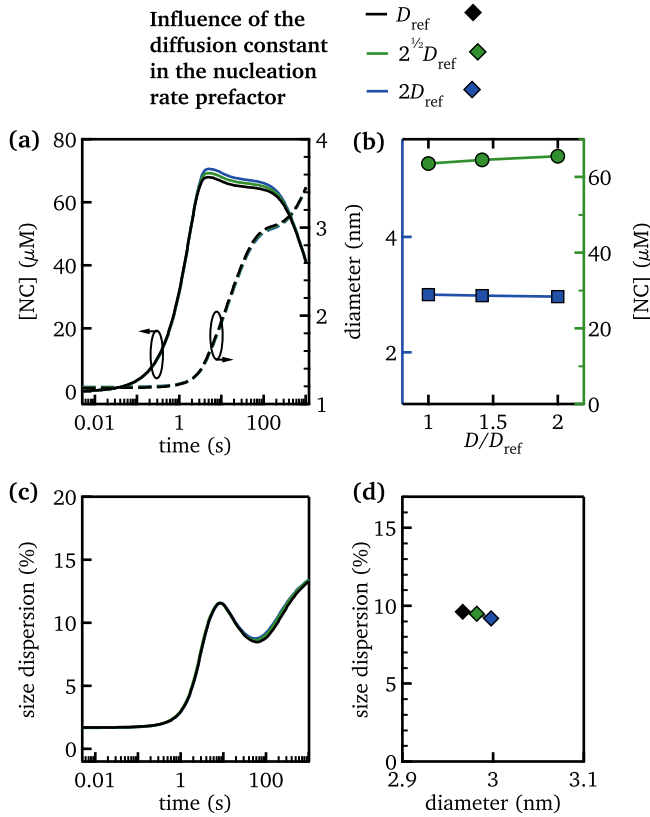 Influence of the
diffusion constant
in the nucleation
rate prefactor
D_ref
2^½D_ref
2D_ref
(a)
80
60
40
20
0
[NC] (μM)
4
3
2
1
diameter (nm)
0.01 1 100
time (s)
(b)
4
2
60
40
20
0
[NC] (μM)
1 1.5 2
D/D_ref
(c)
20
15
10
5
0
size dispersion (%)
0.01 1 100
time (s)
(d)
15
10
5
0
size dispersion (%)
2.9 3 3.1
diameter (nm)